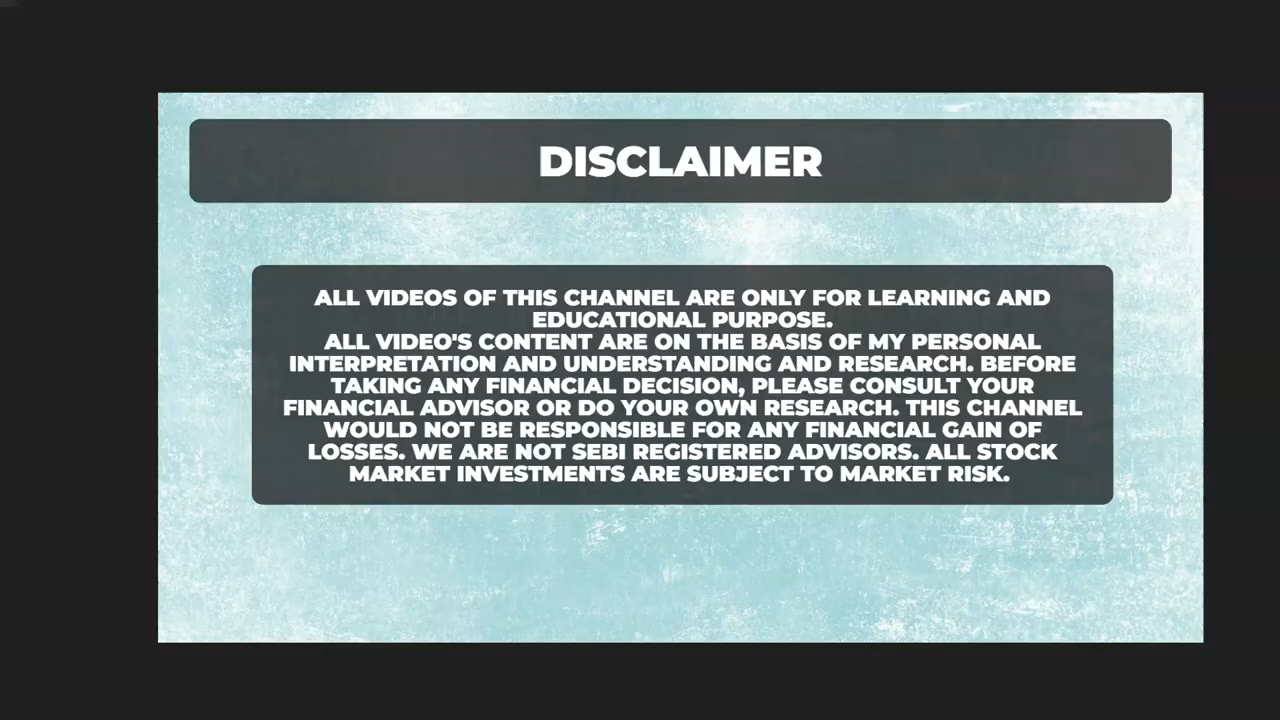 DISCLAIMER
ALL VIDEOS OF THIS CHANNEL ARE ONLY FOR LEARNING AND
EDUCATIONAL PURPOSE.
ALL VIDEO'S CONTENT ARE ON THE BASIS OF MY PERSONAL
INTERPRETATION AND UNDERSTANDING AND RESEARCH. BEFORE
TAKING ANY FINANCIAL DECISION, PLEASE CONSULT YOUR
FINANCIAL ADVISOR OR DO YOUR OWN RESEARCH. THIS CHANNEL
WOULD NOT BE RESPONSIBLE FOR ANY FINANCIAL GAIN OF
LOSSES. WE ARE NOT SEBI REGISTERED ADVISORS. ALL STOCK
MARKET INVESTMENTS ARE SUBJECT TO MARKET RISK.